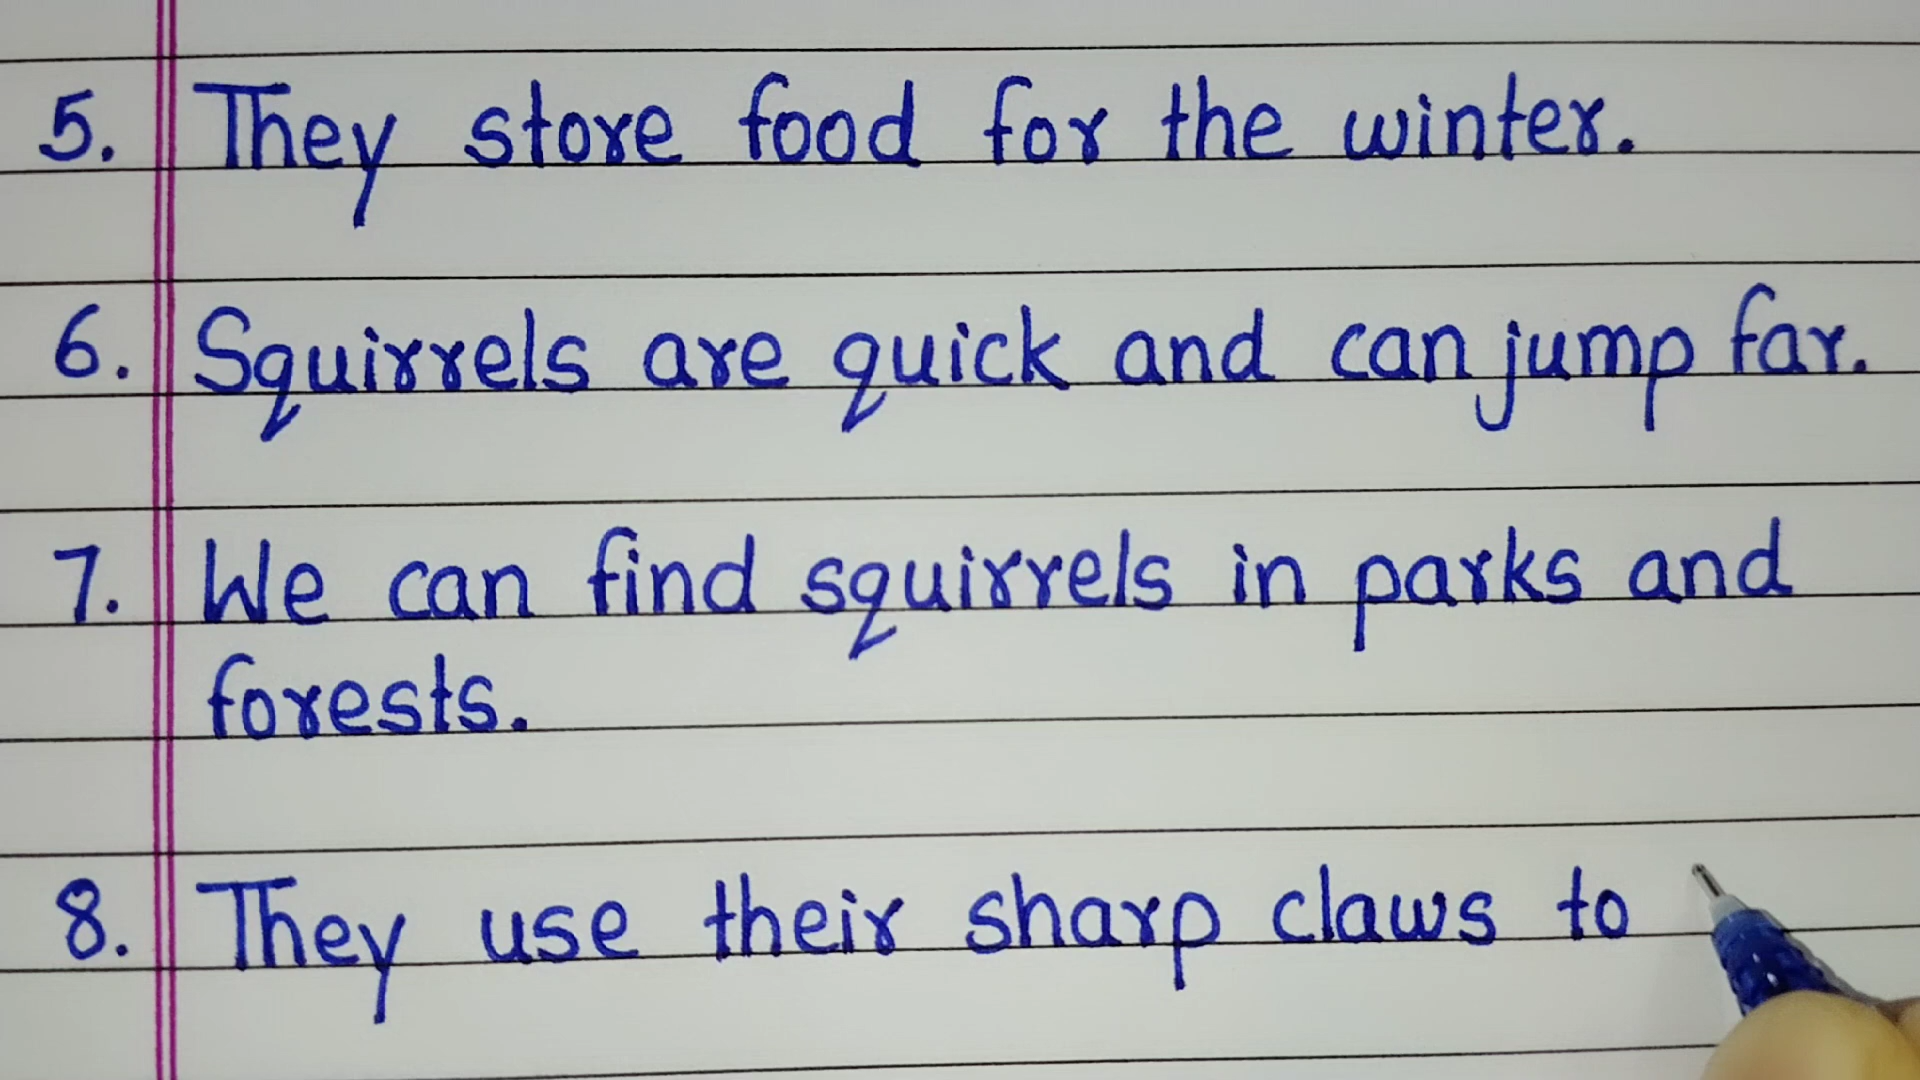 5. They store food for the winter.
6. Squirrels are quick and can jump far.
7. We can find squirrels in parks and
forests.
8. They use their sharp claws to